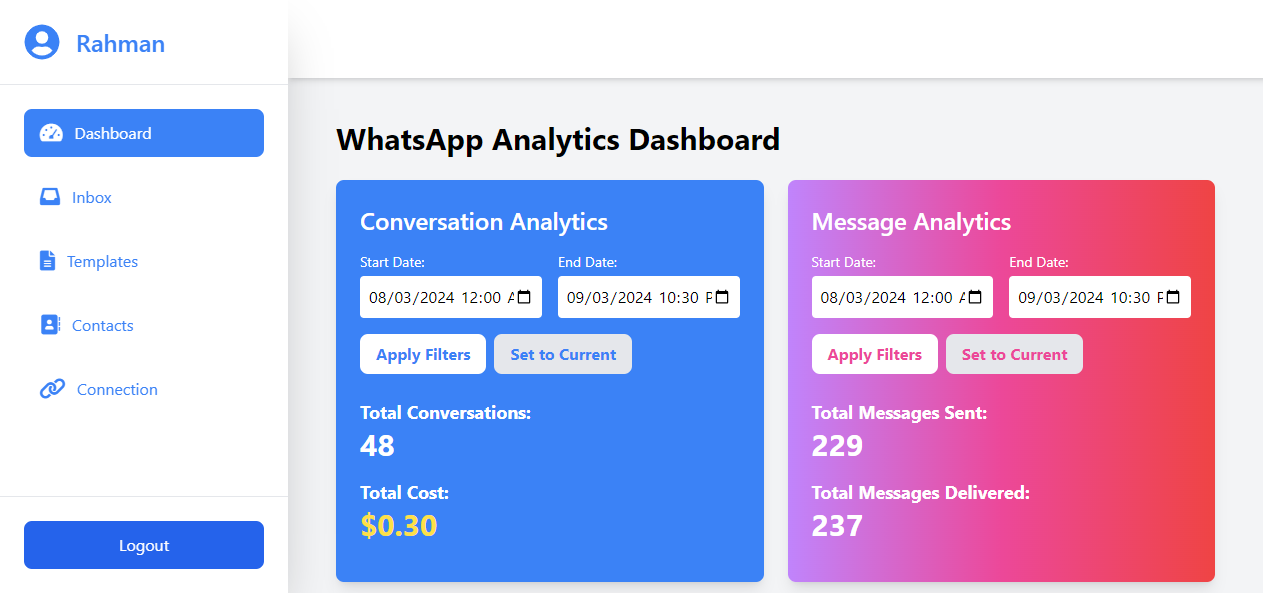 Rahman
Dashboard
Inbox
Templates
Contacts
Connection
Logout
WhatsApp Analytics Dashboard
Conversation Analytics
Start Date: End Date:
08/03/2024 12:00 A 09/03/2024 10:30 P
Apply Filters Set to Current
Total Conversations:
48
Total Cost:
$0.30
Message Analytics
Start Date: End Date:
08/03/2024 12:00 A 09/03/2024 10:30 P
Apply Filters Set to Current
Total Messages Sent:
229
Total Messages Delivered:
237